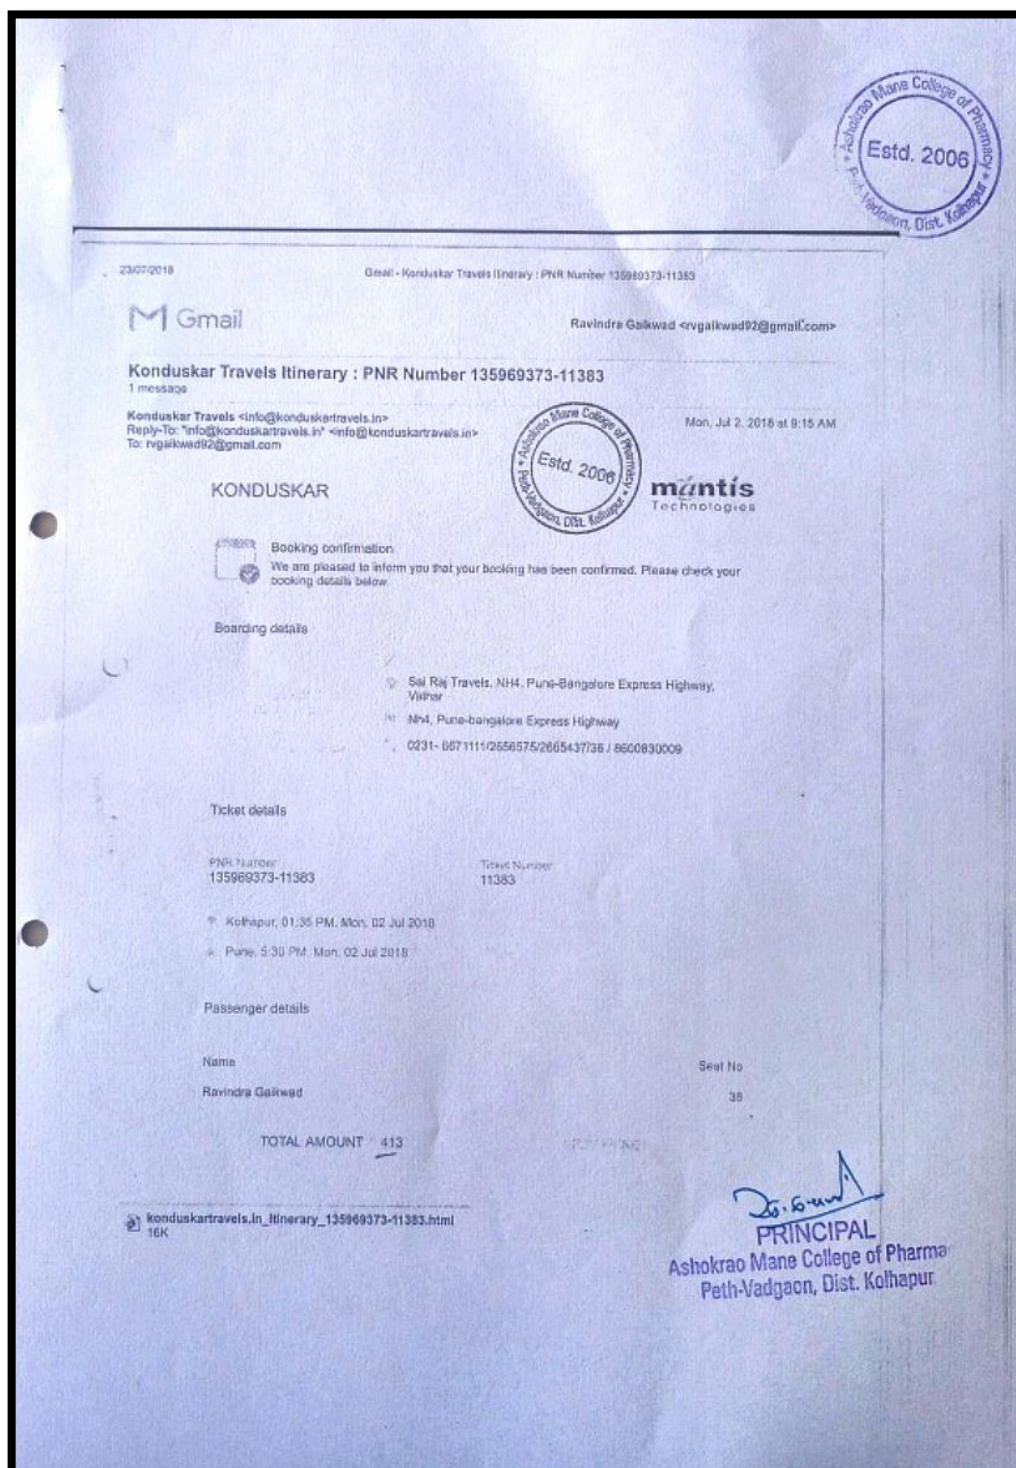 Ashokrao Mane College of Pharmacy
Estd. 2006
Peth-Vadgaon, Dist. Kolhapur
23/07/2018 Gmail - Konduskar Travels Itinerary : PNR Number 135969373-11383
Gmail
Ravindra Gaikwad <rvgaikwad92@gmail.com>
Konduskar Travels Itinerary : PNR Number 135969373-11383
1 message
Konduskar Travels <info@konduskartravels.in> Mon, Jul 2, 2018 at 9:15 AM
Reply-To: "info@konduskartravels.in" <info@konduskartravels.in>
To: rvgaikwad92@gmail.com
Ashokrao Mane College of Pharmacy
Estd. 2006
Peth-Vadgaon, Dist. Kolhapur
KONDUSKAR
mantis
Technologies
Booking confirmation
We are pleased to inform you that your booking has been confirmed. Please check your
booking details below.
Boarding details
Sai Raj Travels, NH4, Pune-Bangalore Express Highway,
Nh4, Pune-bangalore Express Highway
0231- / 8600830009
Ticket details
PNR Number Ticket Number
135969373-11383 11383
Kolhapur, 01:35 PM, Mon, 02 Jul 2018
Pune, 5:30 PM, Mon, 02 Jul 2018
Passenger details
Name Seat No
Ravindra Gaikwad
TOTAL AMOUNT 413
konduskartravels.in_Itinerary_135969373-11383.html
16K
PRINCIPAL
Ashokrao Mane College of Pharma
Peth-Vadgaon, Dist. Kolhapur